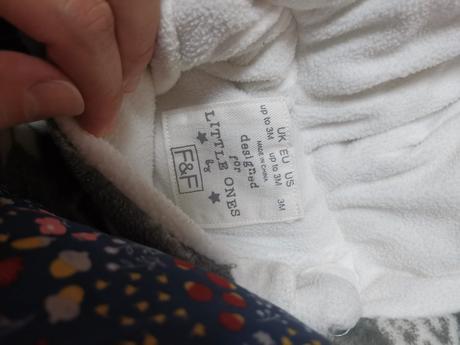 UK EU US
up to 3M up to 3M 3M
MADE IN CHINA
designed
for
LITTLE ONES
by
F&F